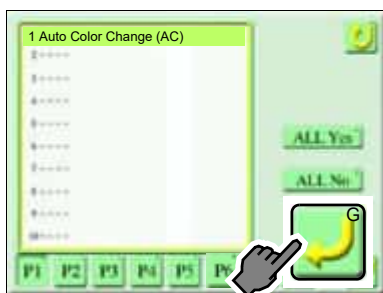 1 Auto Color Change (AC)
2-----
3-----
4-----
5-----
6-----
7-----
8-----
9-----
10-----
ALL Yes
ALL No
G
P1 P2 P3 P4 P5 P6